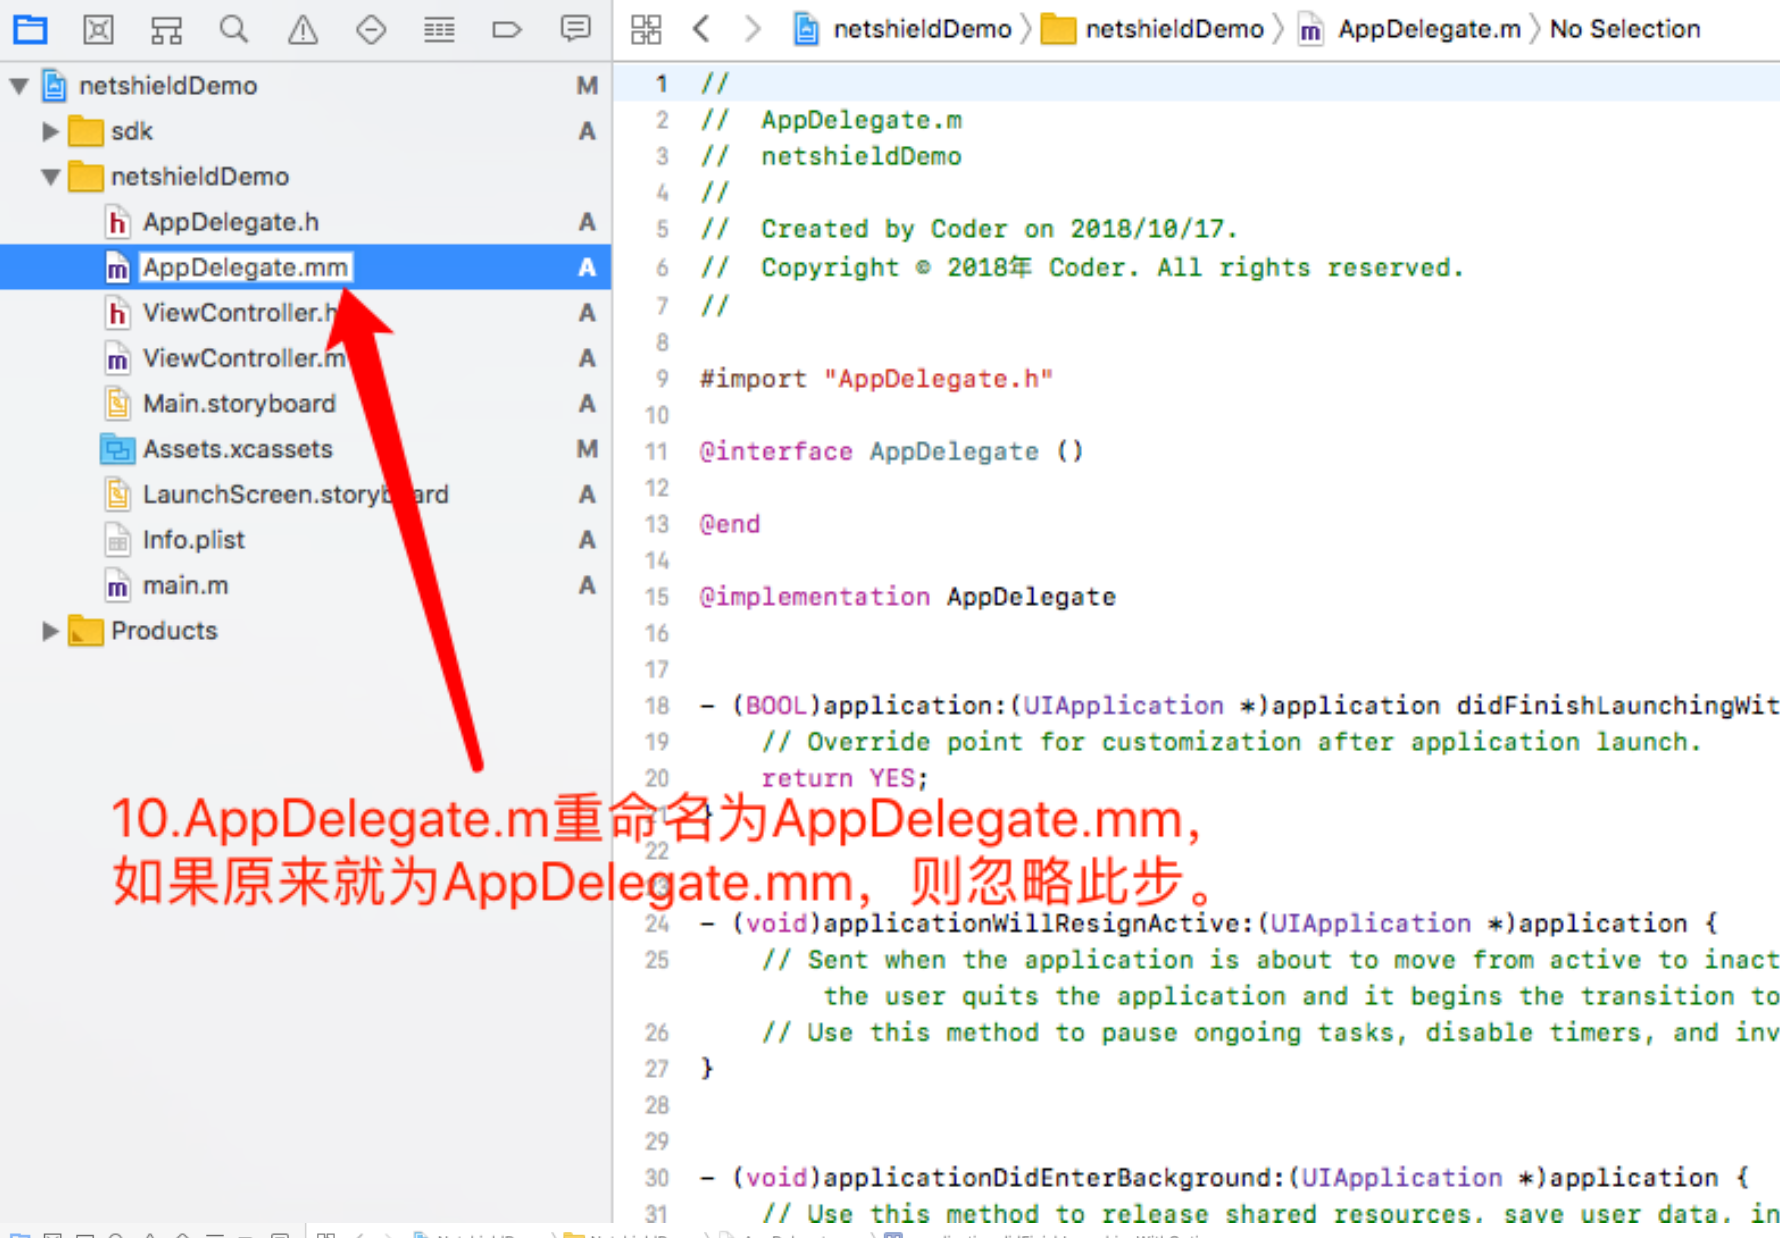 netshieldDemo 〉 netshieldDemo 〉 AppDelegate.m 〉 No Selection
netshieldDemo M
sdk A
netshieldDemo
AppDelegate.h A
AppDelegate.mm A
ViewController.h A
ViewController.m A
Main.storyboard A
Assets.xcassets M
LaunchScreen.storyboard A
Info.plist A
main.m A
Products
1 //
2 // AppDelegate.m
3 // netshieldDemo
4 //
5 // Created by Coder on 2018/10/17.
6 // Copyright © 2018年 Coder. All rights reserved.
7 //
8
9 #import "AppDelegate.h"
10
11 @interface AppDelegate ()
12
13 @end
14
15 @implementation AppDelegate
16
17
18 - (BOOL)application:(UIApplication *)application didFinishLaunchingWit
19 // Override point for customization after application launch.
20 return YES;
21 }
22
23
24 - (void)applicationWillResignActive:(UIApplication *)application {
25 // Sent when the application is about to move from active to inact
the user quits the application and it begins the transition to
26 // Use this method to pause ongoing tasks, disable timers, and inv
27 }
28
29
30 - (void)applicationDidEnterBackground:(UIApplication *)application {
31 // Use this method to release shared resources, save user data, in
10.AppDelegate.m重命名为AppDelegate.mm，
如果原来就为AppDelegate.mm，则忽略此步。